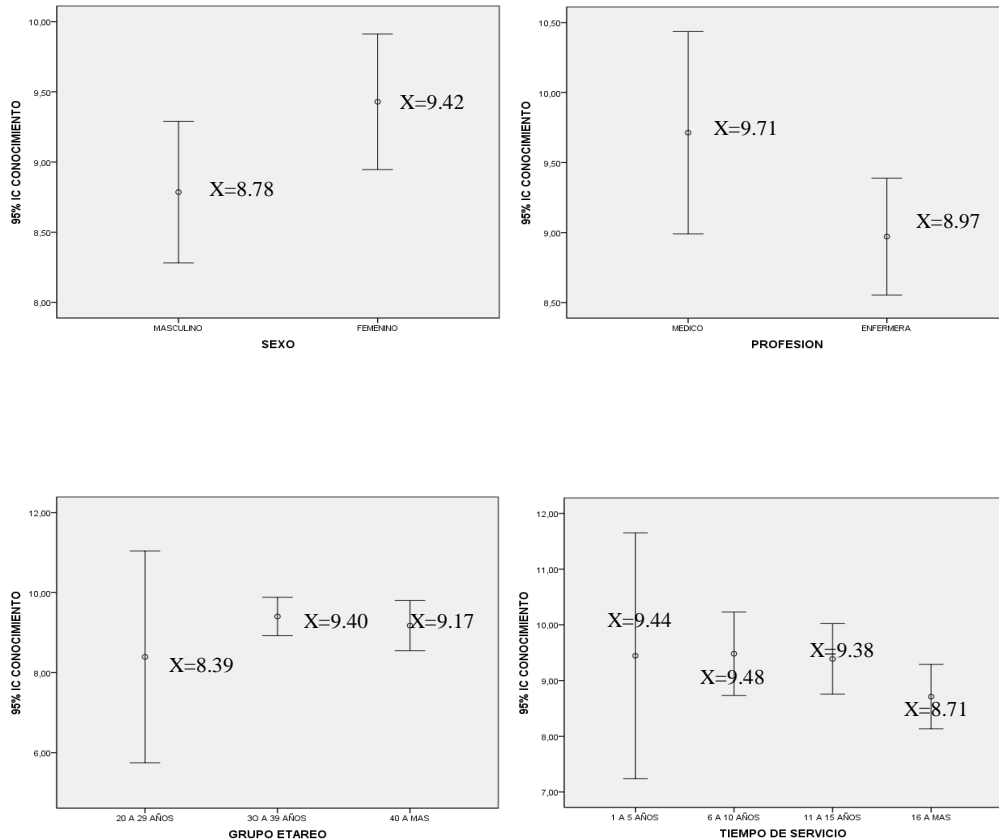 95% IC CONOCIMIENTO
10,00
9,50
9,00
8,50
8,00
X=8.78
X=9.42
MASCULINO
FEMENINO
SEXO
95% IC CONOCIMIENTO
10,50
10,00
9,50
9,00
8,50
X=9.71
X=8.97
MEDICO
ENFERMERA
PROFESION
95% IC CONOCIMIENTO
12,00
10,00
8,00
6,00
X=8.39
X=9.40
X=9.17
20 A 29 AÑOS
3O A 39 AÑOS
40 A MAS
GRUPO ETAREO
95% IC CONOCIMIENTO
12,00
11,00
10,00
9,00
8,00
7,00
X=9.44
X=9.48
X=9.38
X=8.71
1 A 5 AÑOS
6 A 10 AÑOS
11 A 15 AÑOS
16 A MAS
TIEMPO DE SERVICIO